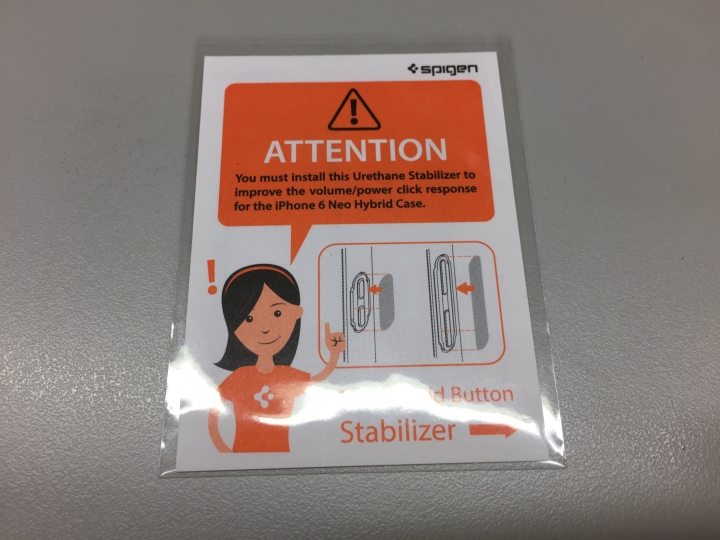 spigen
ATTENTION
You must install this Urethane Stabilizer to
improve the volume/power click response
for the iPhone 6 Neo Hybrid Case.
Button
Stabilizer